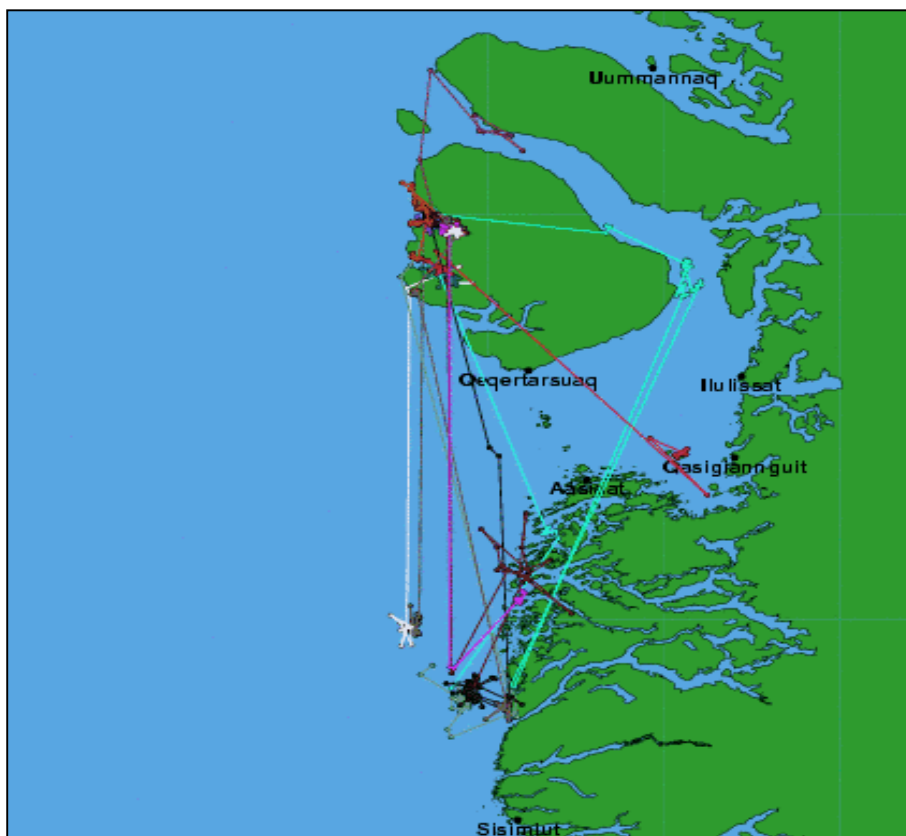 Uummannaq
Qeqertarsuaq
Ilulissat
Qasigiannguit
Aasiaat
Sisimiut